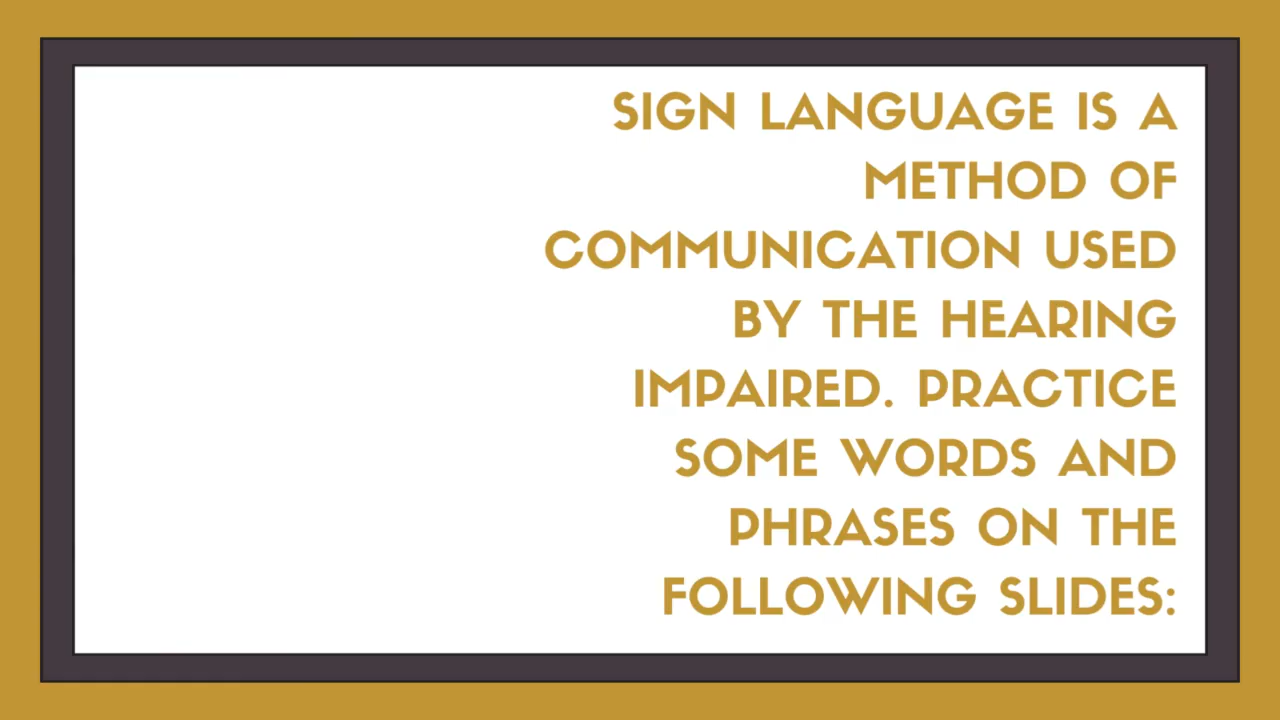 SIGN LANGUAGE IS A
METHOD OF
COMMUNICATION USED
BY THE HEARING
IMPAIRED. PRACTICE
SOME WORDS AND
PHRASES ON THE
FOLLOWING SLIDES: